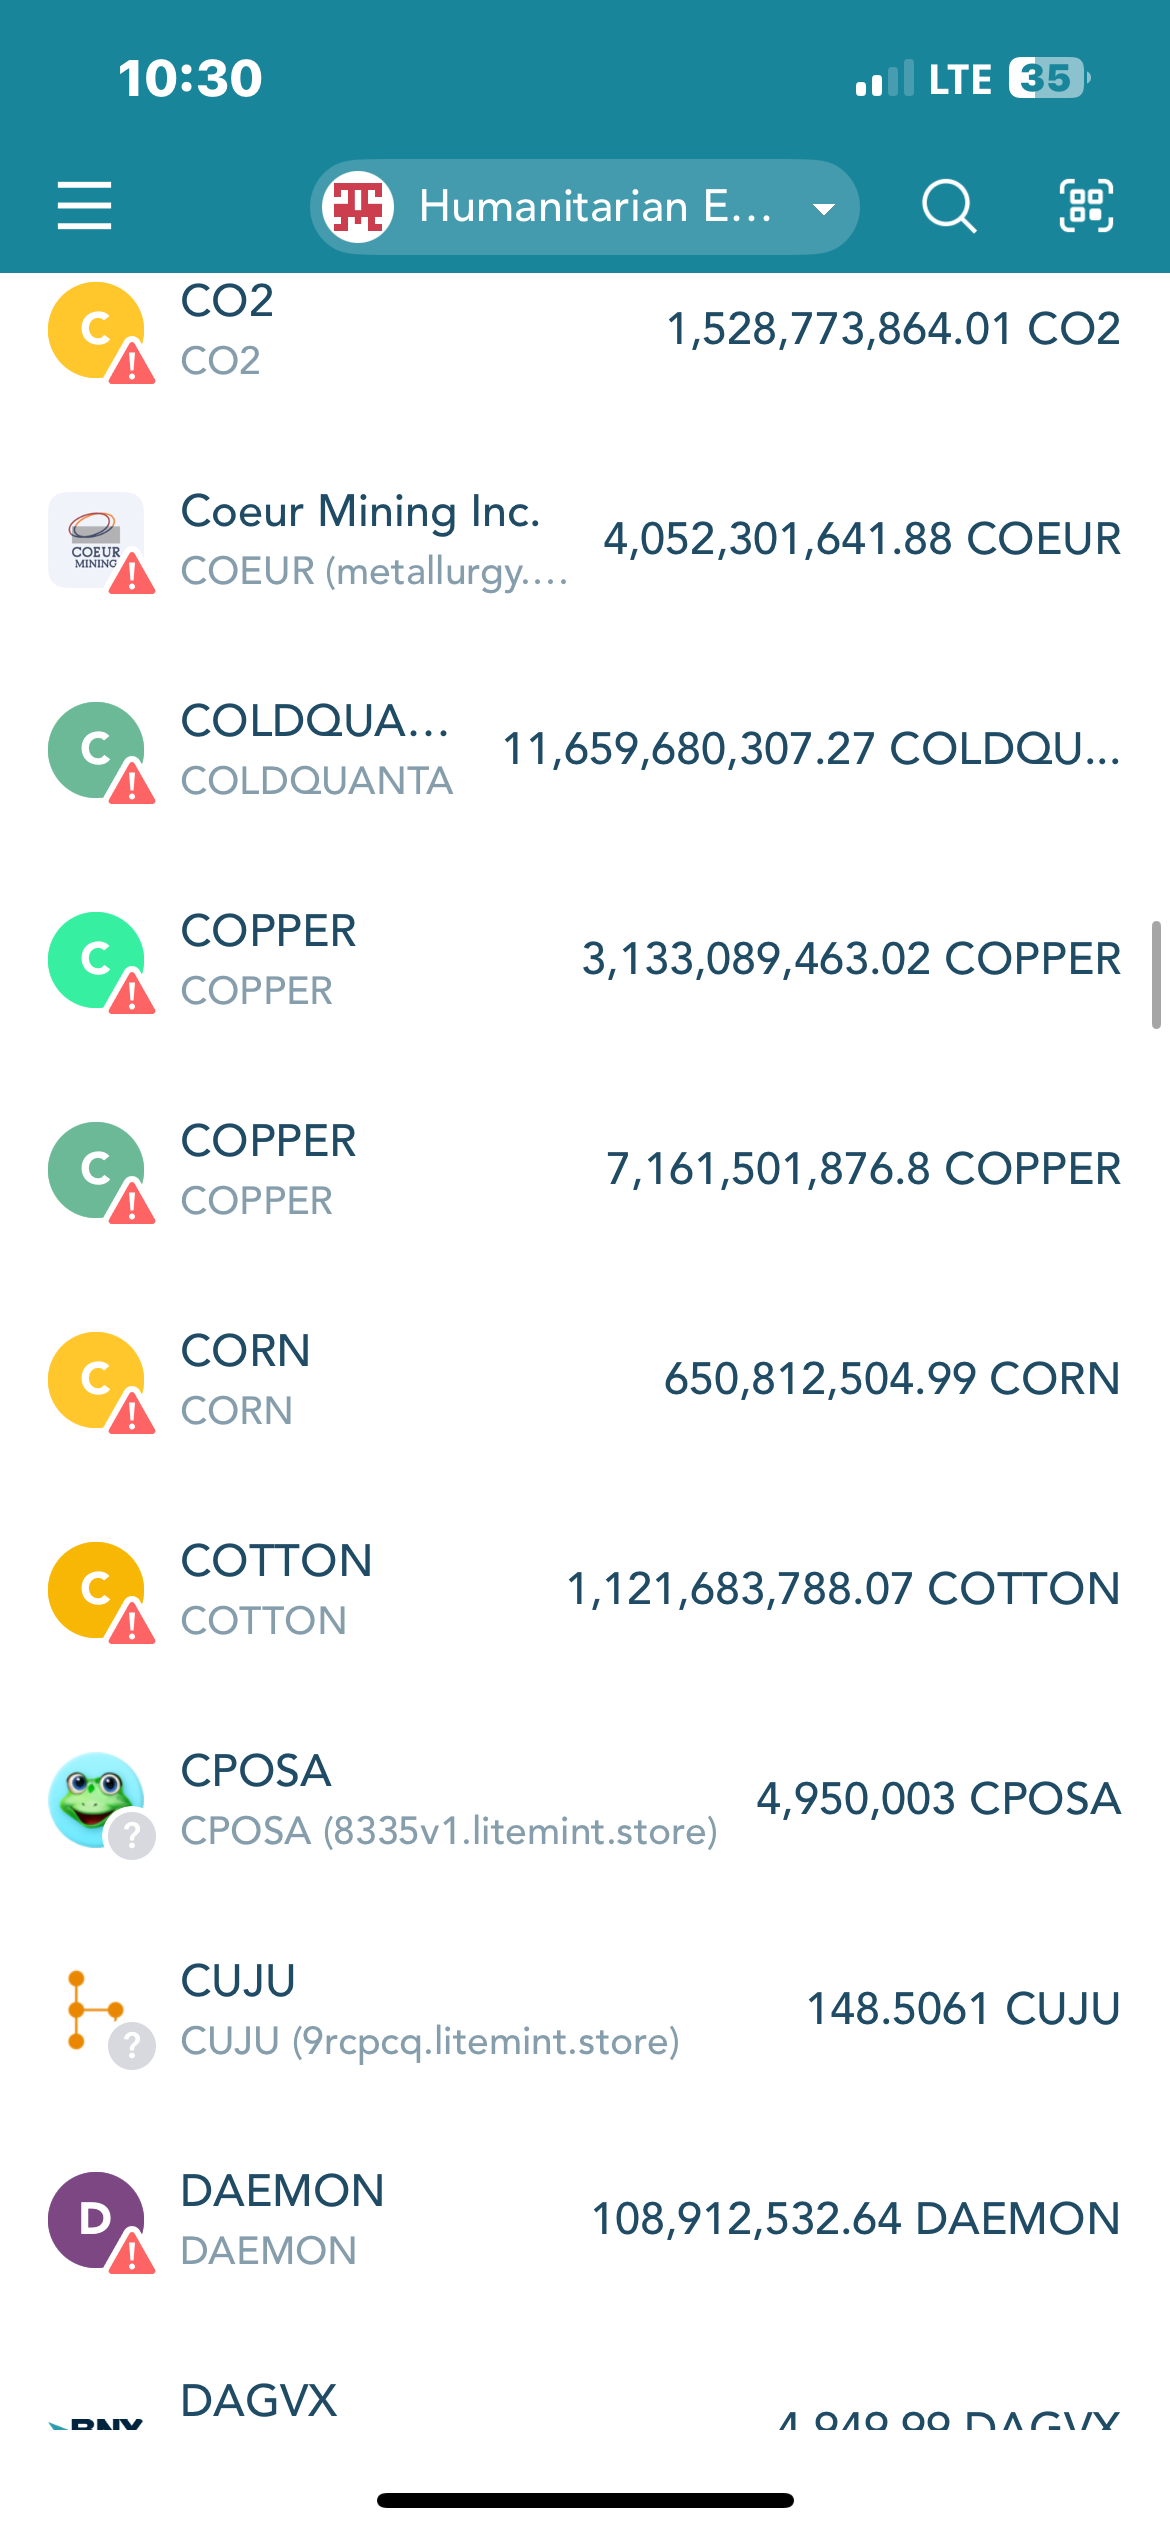 10:30
LTE 35
Humanitarian E...
C
CO2
CO2
1,528,773,864.01 CO2
COEUR
MINING
Coeur Mining Inc.
COEUR (metallurgy....
4,052,301,641.88 COEUR
C
COLDQUA...
COLDQUANTA
11,659,680,307.27 COLDQU...
C
COPPER
COPPER
3,133,089,463.02 COPPER
C
COPPER
COPPER
7,161,501,876.8 COPPER
C
CORN
CORN
650,812,504.99 CORN
C
COTTON
COTTON
1,121,683,788.07 COTTON
CPOSA
CPOSA (8335v1.litemint.store)
4,950,003 CPOSA
?
CUJU
CUJU (9rcpcq.litemint.store)
148.5061 CUJU
?
D
DAEMON
DAEMON
108,912,532.64 DAEMON
BNY
DAGVX
4,949.99 DAGVX